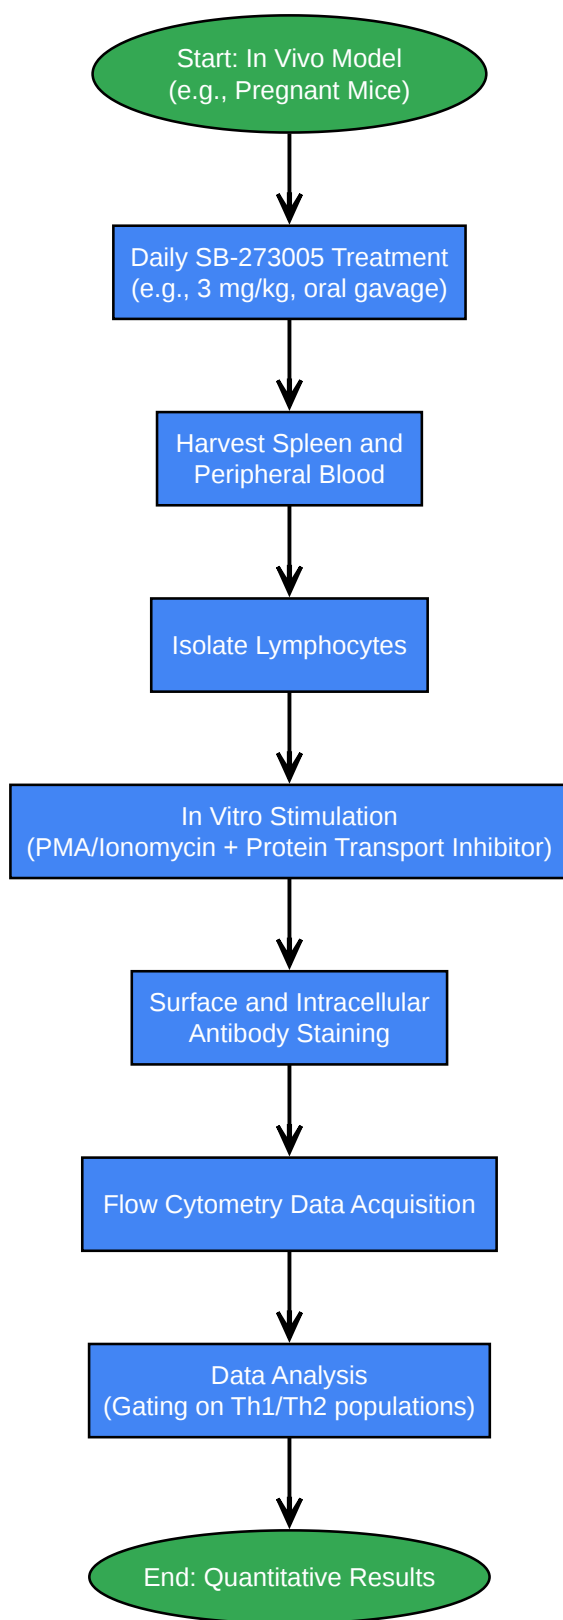 Start: In Vivo Model
(e.g., Pregnant Mice)
Daily SB-273005 Treatment
(e.g., 3 mg/kg, oral gavage)
Harvest Spleen and
Peripheral Blood
Isolate Lymphocytes
In Vitro Stimulation
(PMA/Ionomycin + Protein Transport Inhibitor)
Surface and Intracellular
Antibody Staining
Flow Cytometry Data Acquisition
Data Analysis
(Gating on Th1/Th2 populations)
End: Quantitative Results